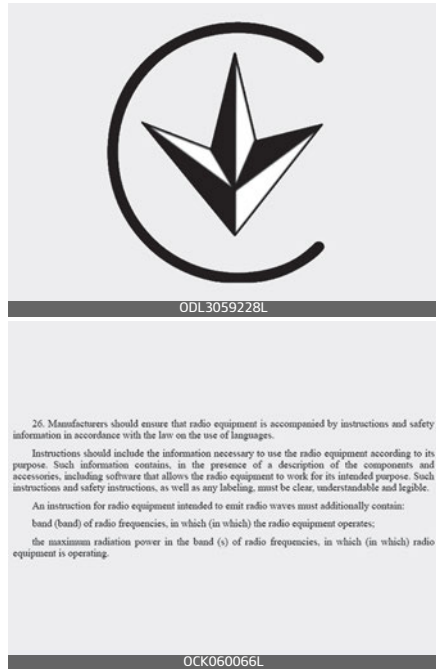 ODL3059228L
26. Manufacturers should ensure that radio equipment is accompanied by instructions and safety
information in accordance with the law on the use of languages.
Instructions should include the information necessary to use the radio equipment according to its
purpose. Such information contains, in the presence of a description of the components and
accessories, including software that allows the radio equipment to work for its intended purpose. Such
instructions and safety instructions, as well as any labeling, must be clear, understandable and legible.
An instruction for radio equipment intended to emit radio waves must additionally contain:
band (band) of radio frequencies, in which (in which) the radio equipment operates;
the maximum radiation power in the band (s) of radio frequencies, in which (in which) radio
equipment is operating.
OCK060066L